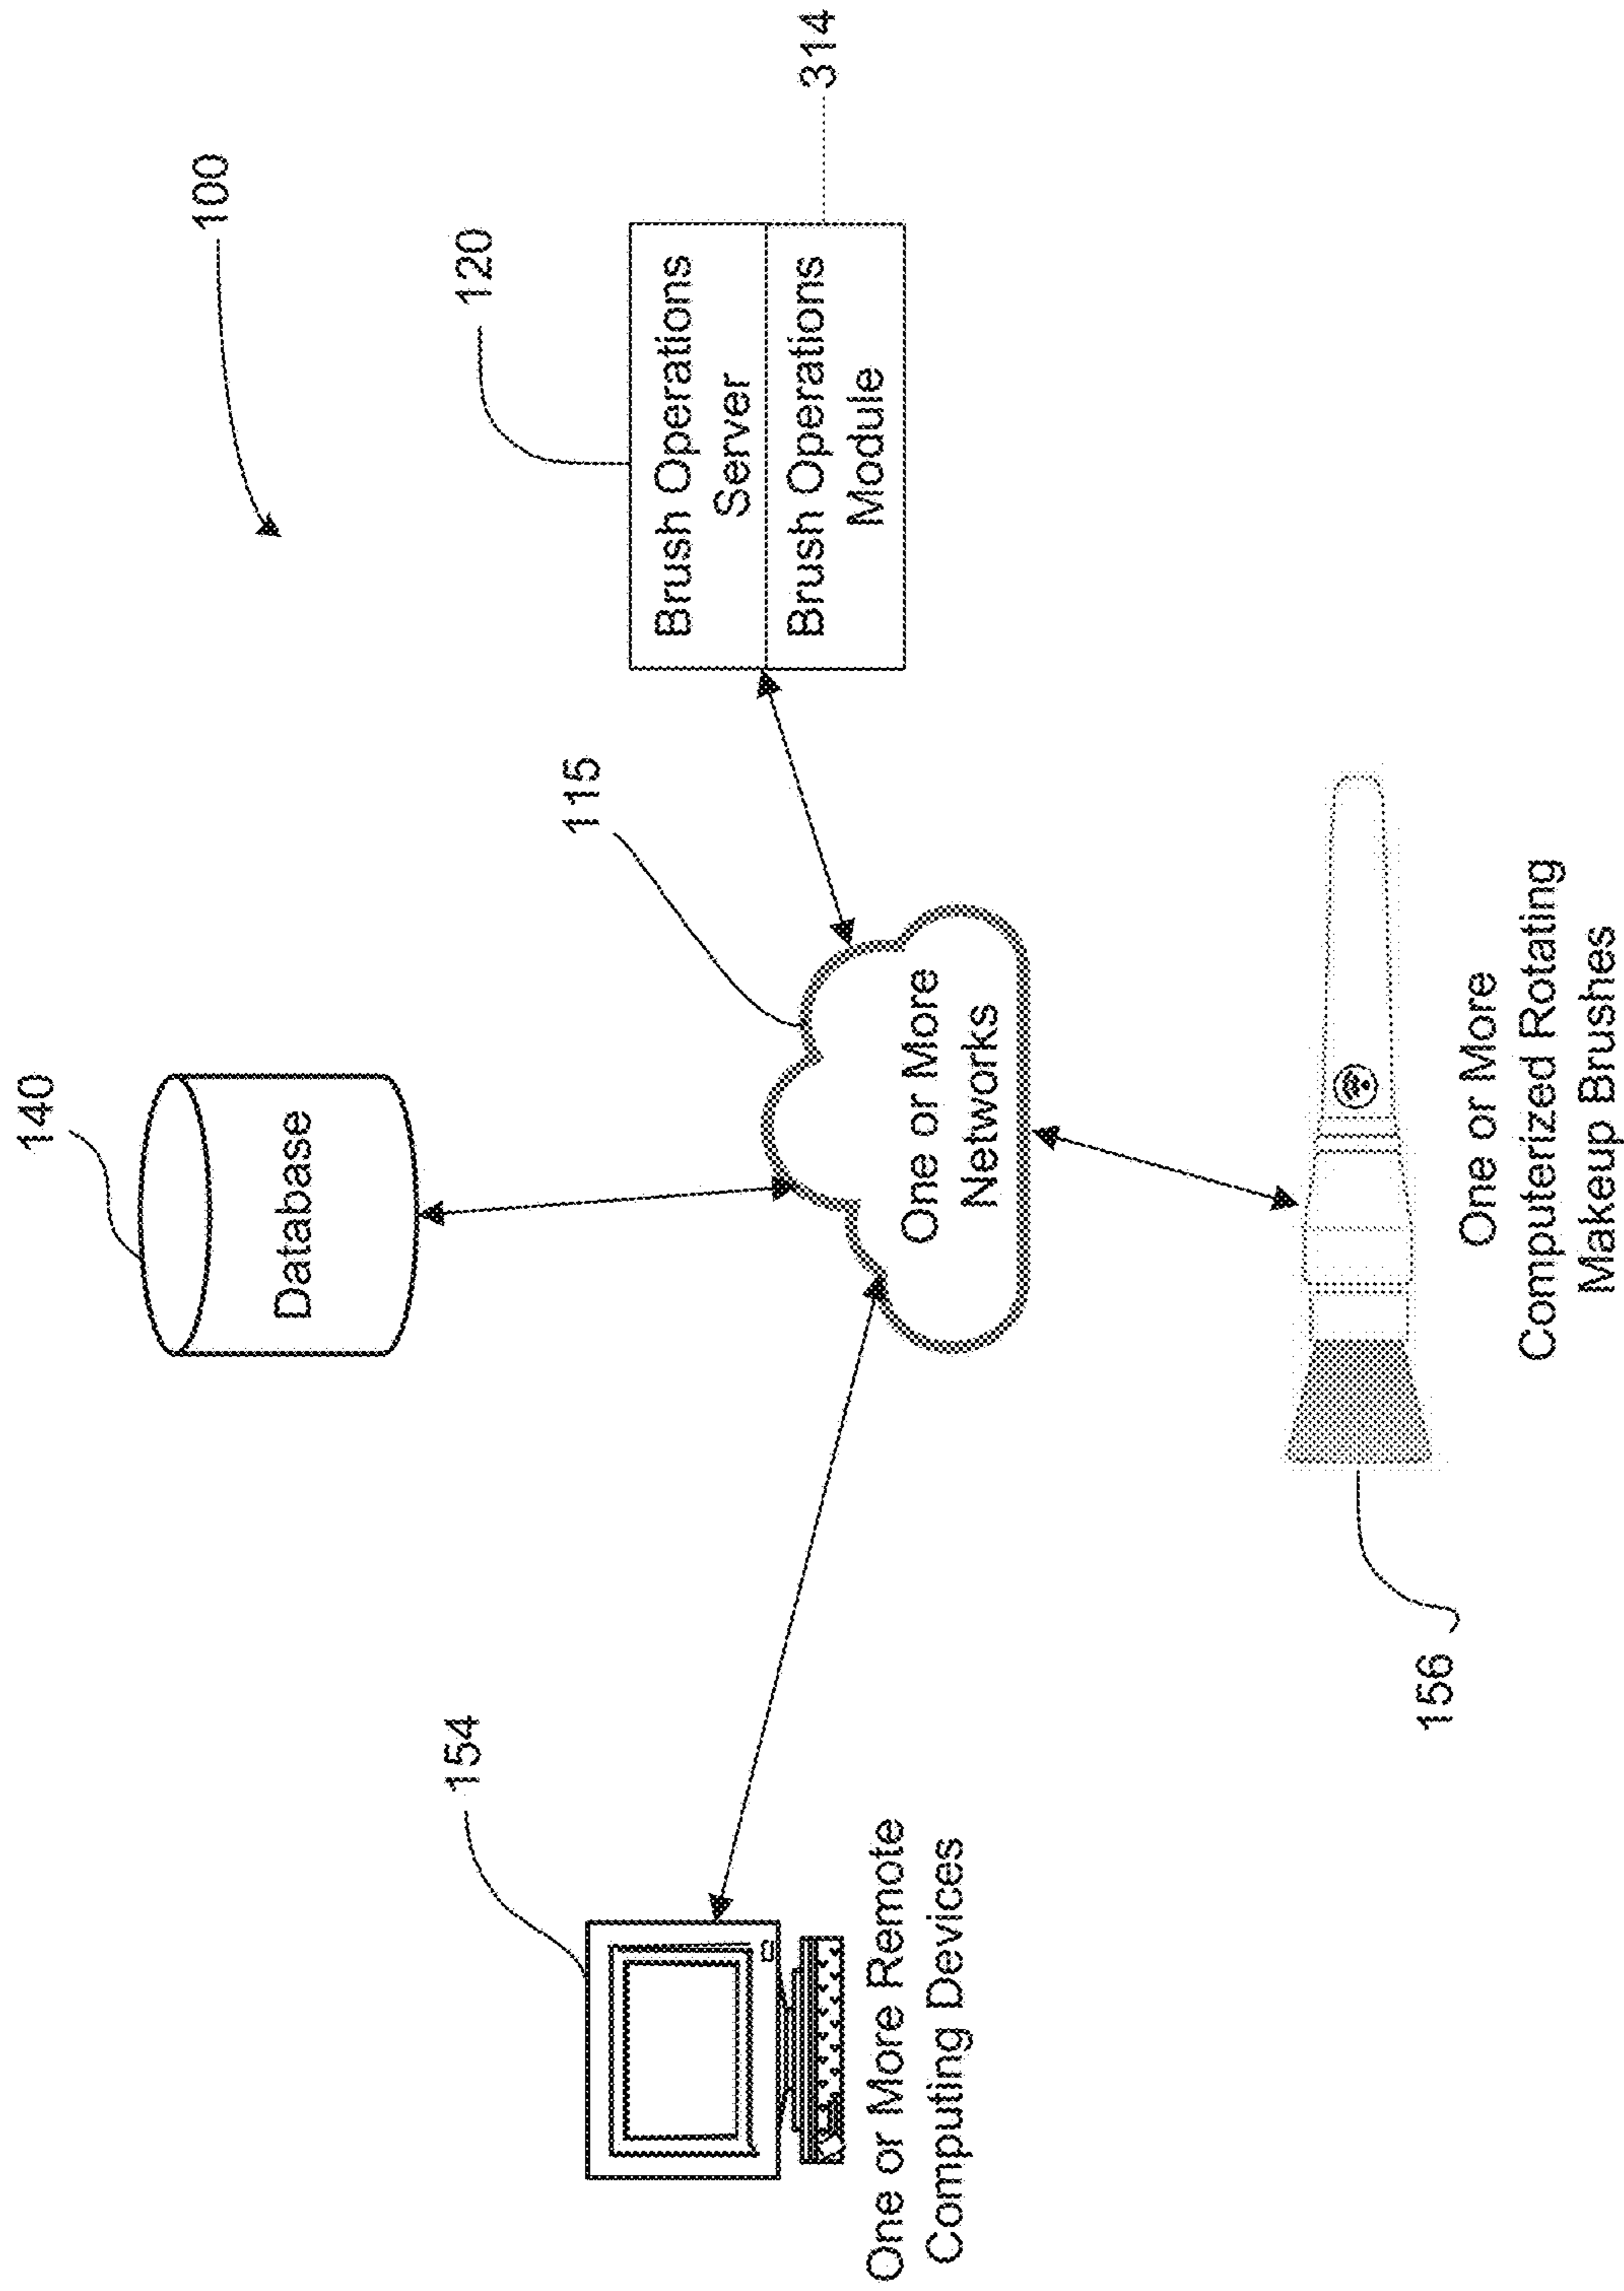 100
140
Database
120
Brush Operations
Server
Brush Operations
Module
314
154
115
One or More
Networks
One or More Remote
Computing Devices
156
One or More
Computerized Rotating
Makeup Brushes